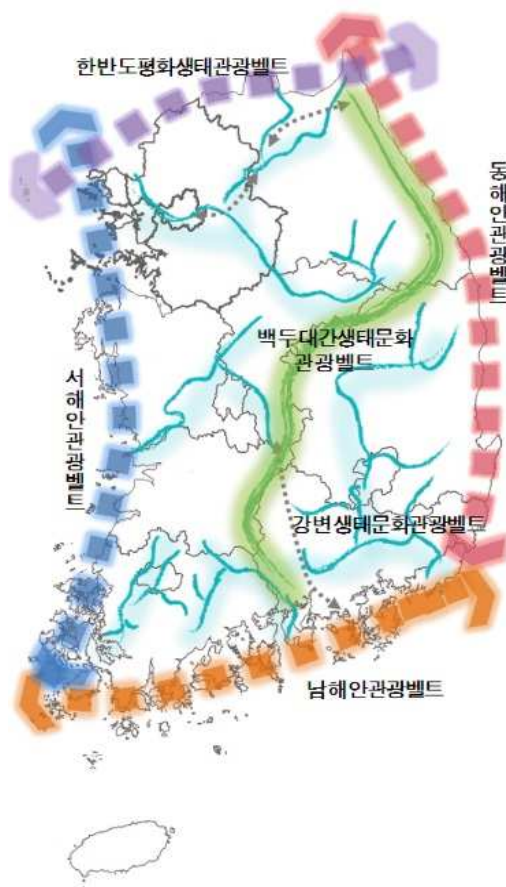 한반도평화생태관광벨트
동해안관광벨트
백두대간생태문화
관광벨트
서해안관광벨트
강변생태문화관광벨트
남해안관광벨트